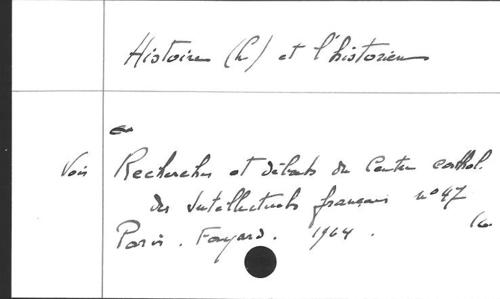 Histoire (L') et l'historien
Voir Recherches et débats du Centre cathol.
des Intellectuels français n° 47
Paris. Fayard. 1964.